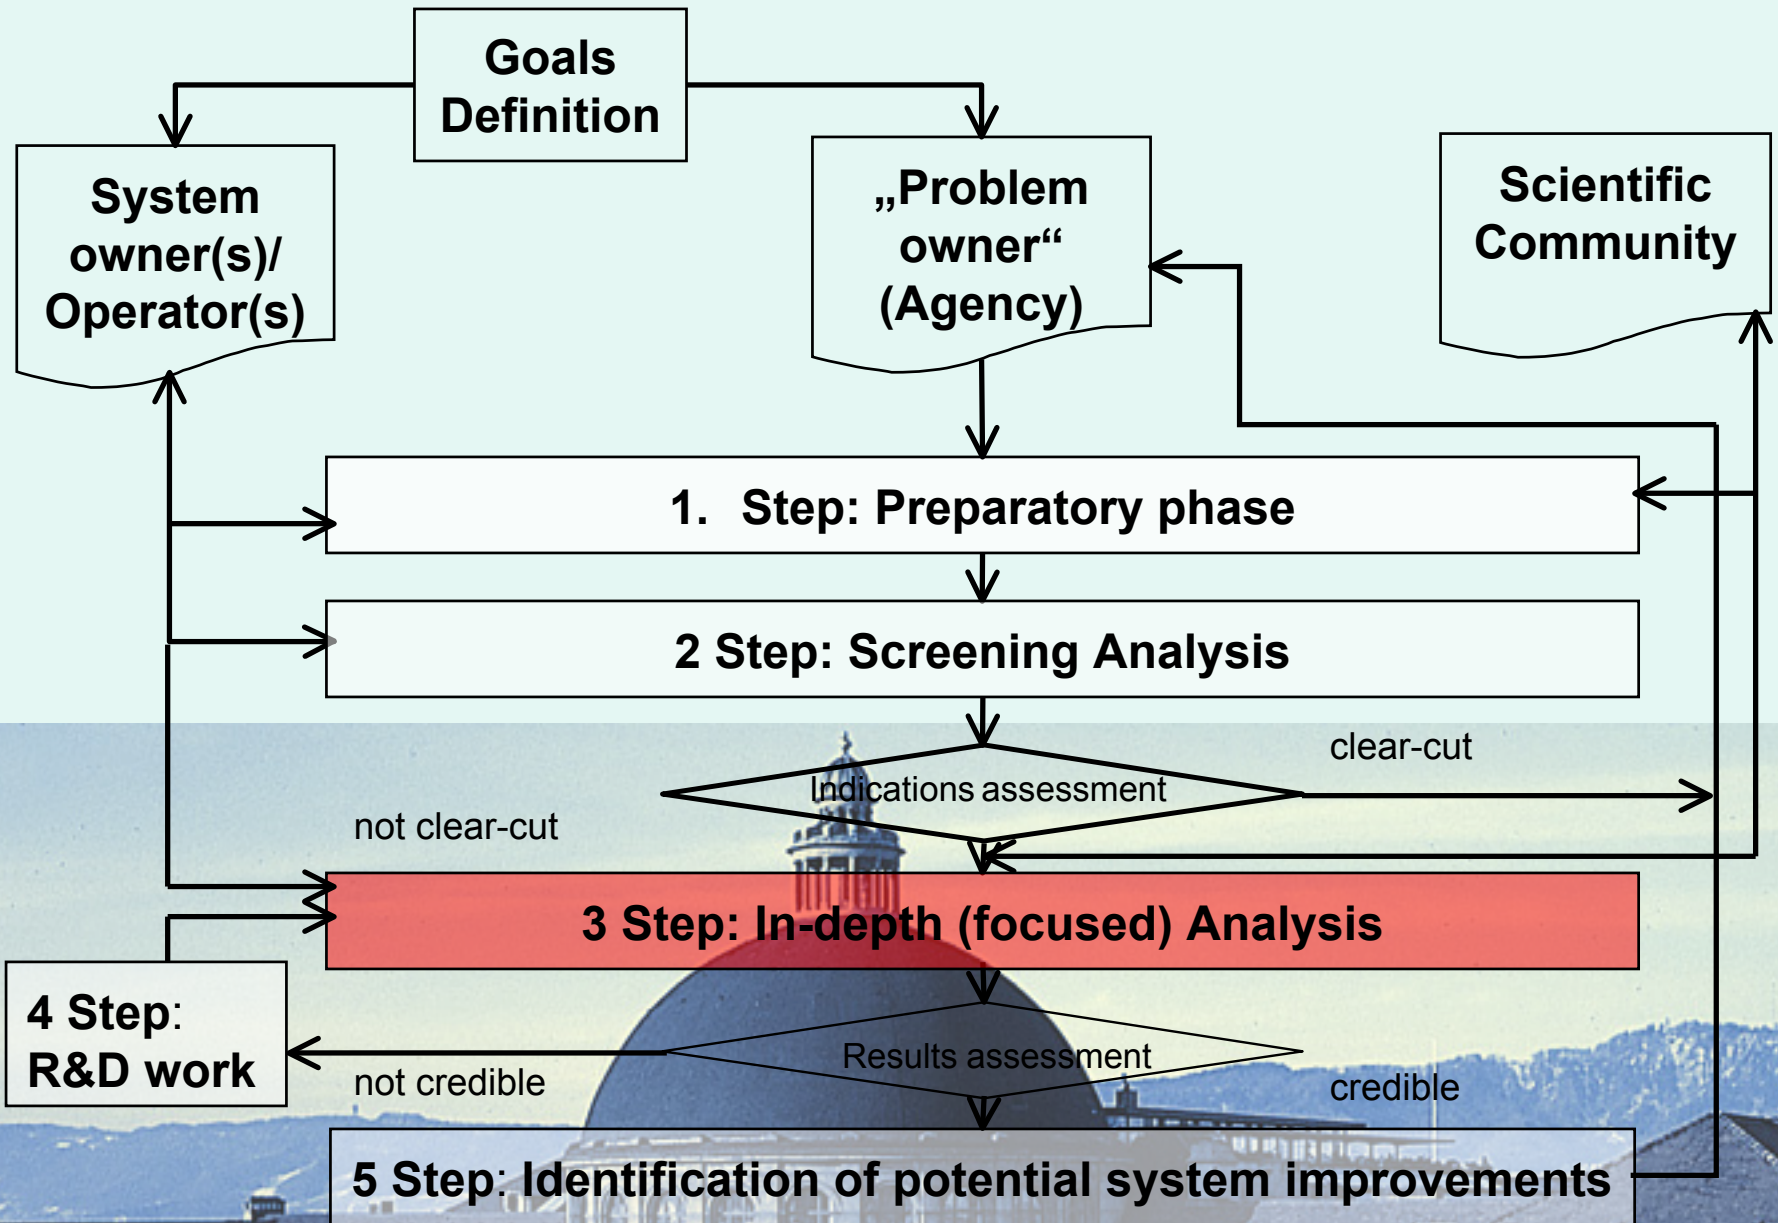 Goals
Definition
System
owner(s)/
Operator(s)
„Problem
owner“
(Agency)
Scientific
Community
1. Step: Preparatory phase
2 Step: Screening Analysis
Indications assessment
clear-cut
not clear-cut
3 Step: In-depth (focused) Analysis
4 Step:
R&D work
Results assessment
not credible
credible
5 Step: Identification of potential system improvements